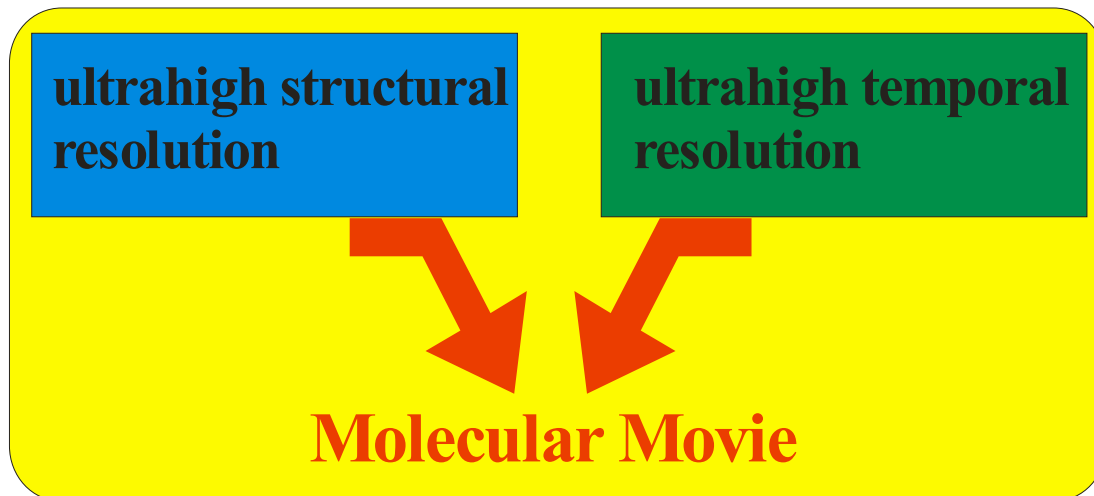 ultrahigh structural
resolution
ultrahigh temporal
resolution
Molecular Movie